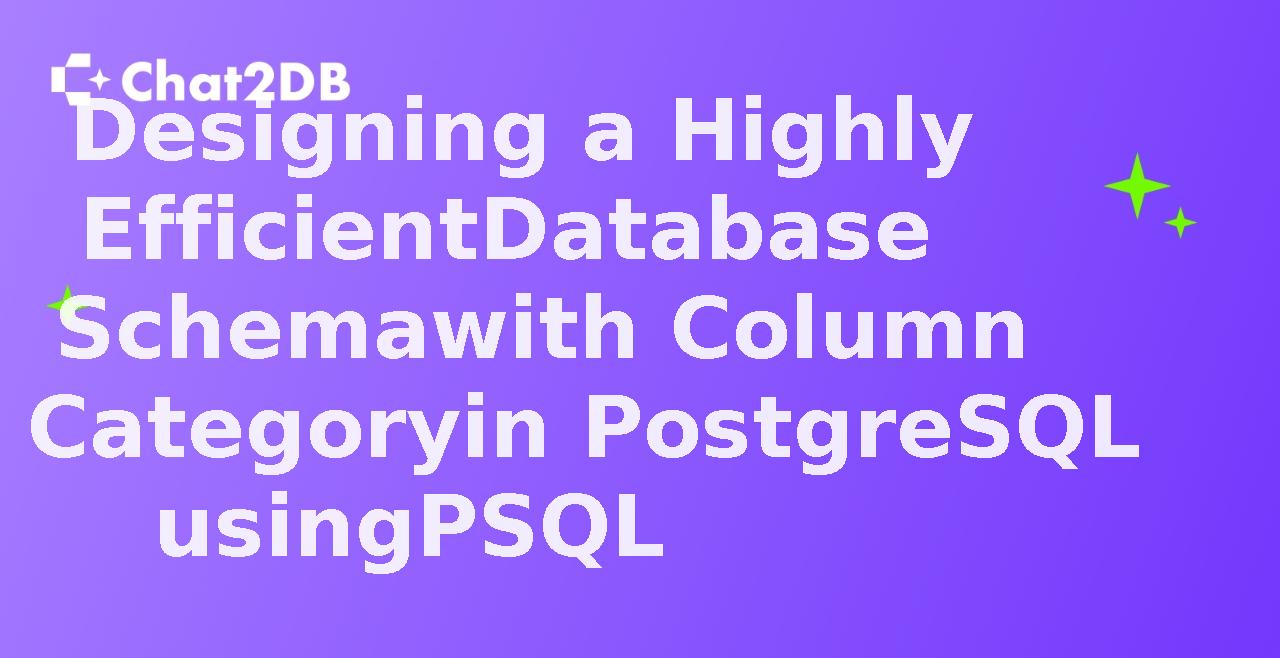 Chat2DB
Designing a Highly
EfficientDatabase
Schemawith Column
Categoryin PostgreSQL
usingPSQL